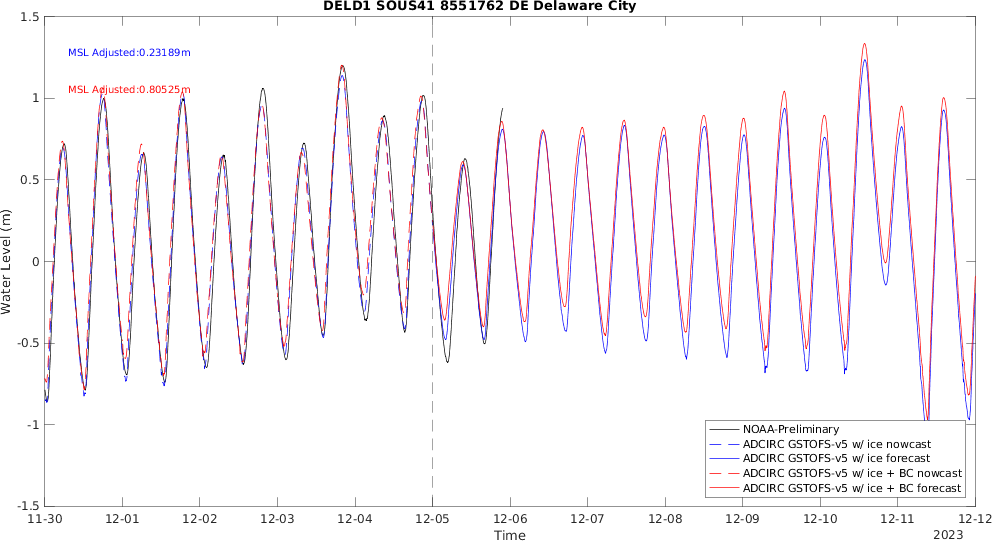 DELD1 SOUS41 8551762 DE Delaware City
1.5
MSL Adjusted:0.23189m
MSL Adjusted:0.80525m
1
0.5
0
-0.5
-1
-1.5
Water Level (m)
NOAA-Preliminary
ADCIRC GSTOFS-v5 w/ ice nowcast
ADCIRC GSTOFS-v5 w/ ice forecast
ADCIRC GSTOFS-v5 w/ ice + BC nowcast
ADCIRC GSTOFS-v5 w/ ice + BC forecast
11-30 12-01 12-02 12-03 12-04 12-05 12-06 12-07 12-08 12-09 12-10 12-11 12-12
Time
2023